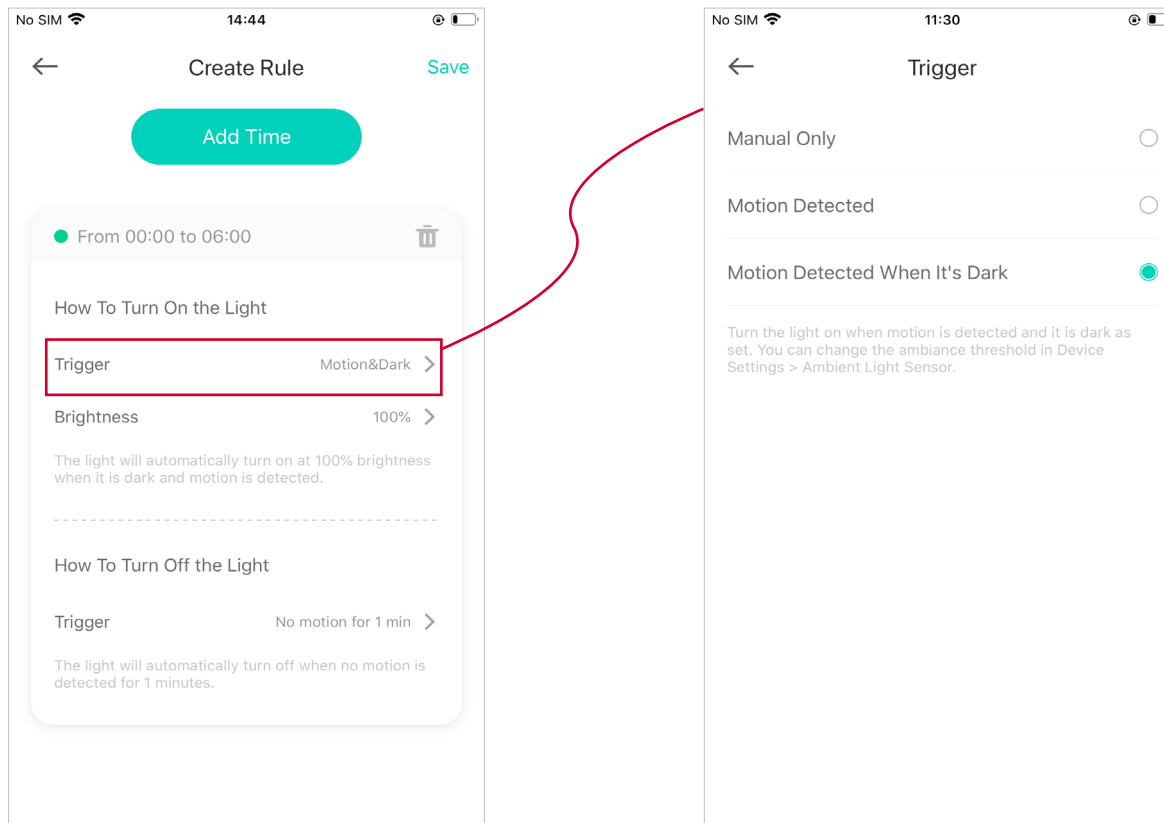 No SIM 14:44
Create Rule Save
Add Time
From 00:00 to 06:00
How To Turn On the Light
Trigger Motion&Dark
Brightness 100%
The light will automatically turn on at 100% brightness
when it is dark and motion is detected.
How To Turn Off the Light
Trigger No motion for 1 min
The light will automatically turn off when no motion is
detected for 1 minutes.
No SIM 11:30
Trigger
Manual Only
Motion Detected
Motion Detected When It's Dark
Turn the light on when motion is detected and it is dark as
set. You can change the ambiance threshold in Device
Settings > Ambient Light Sensor.